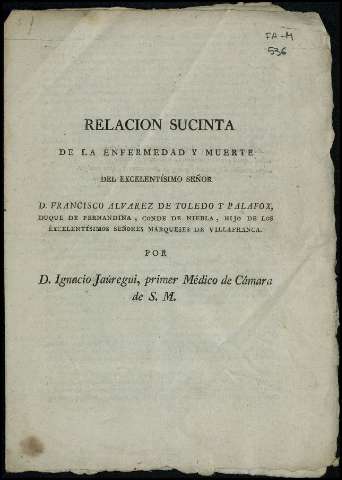 FA-M
536
RELACION SUCINTA
DE LA ENFERMEDAD Y MUERTE
DEL EXCELENTÍSIMO SEÑOR
D. FRANCISCO ALVAREZ DE TOLEDO Y PALAFOX,
DUQUE DE FERNANDINA, CONDE DE NIEBLA, HIJO DE LOS
EXCELENTÍSIMOS SEÑORES MARQUESES DE VILLAFRANCA.
POR
D. Ignacio Jaúregui, primer Médico de Cámara
de S. M.